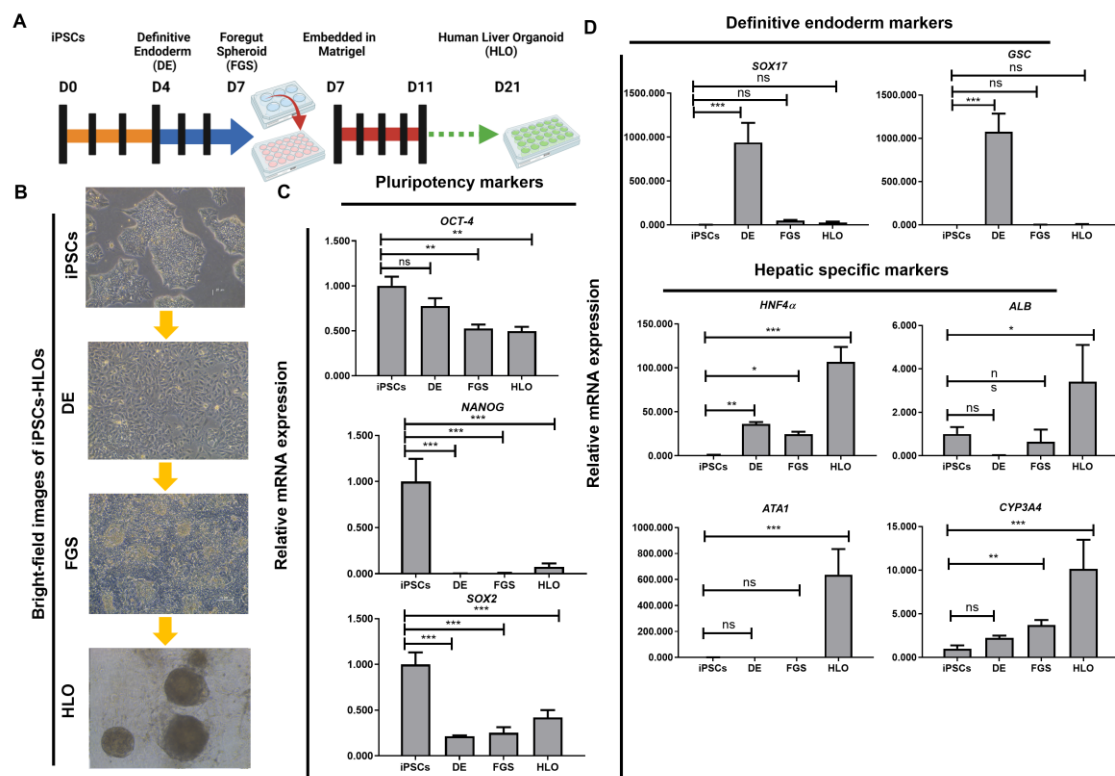 A
iPSCs
Definitive
Endoderm
(DE)
Foregut
Spheroid
(FGS)
Embedded in
Matrigel
Human Liver Organoid
(HLO)
D0
D4
D7
D7
D11
D21
B
Bright-field images of iPSCs-HLOs
iPSCs
DE
FGS
HLO
C
Pluripotency markers
Relative mRNA expression
OCT-4
**
**
ns
1.500
1.000
0.500
0.000
iPSCs
DE
FGS
HLO
NANOG
***
***
***
1.500
1.000
0.500
0.000
iPSCs
DE
FGS
HLO
SOX2
***
***
***
1.500
1.000
0.500
0.000
iPSCs
DE
FGS
HLO
D
Definitive endoderm markers
Relative mRNA expression
SOX17
ns
ns
***
1500.000
1000.000
500.000
0.000
iPSCs
DE
FGS
HLO
GSC
ns
ns
***
1500.000
1000.000
500.000
0.000
iPSCs
DE
FGS
HLO
Hepatic specific markers
HNF4α
***
*
**
150.000
100.000
50.000
0.000
iPSCs
DE
FGS
HLO
ALB
*
n
s
ns
6.000
4.000
2.000
0.000
iPSCs
DE
FGS
HLO
ATA1
***
ns
ns
1000.000
800.000
600.000
400.000
200.000
0.000
iPSCs
DE
FGS
HLO
CYP3A4
***
**
ns
15.000
10.000
5.000
0.000
iPSCs
DE
FGS
HLO